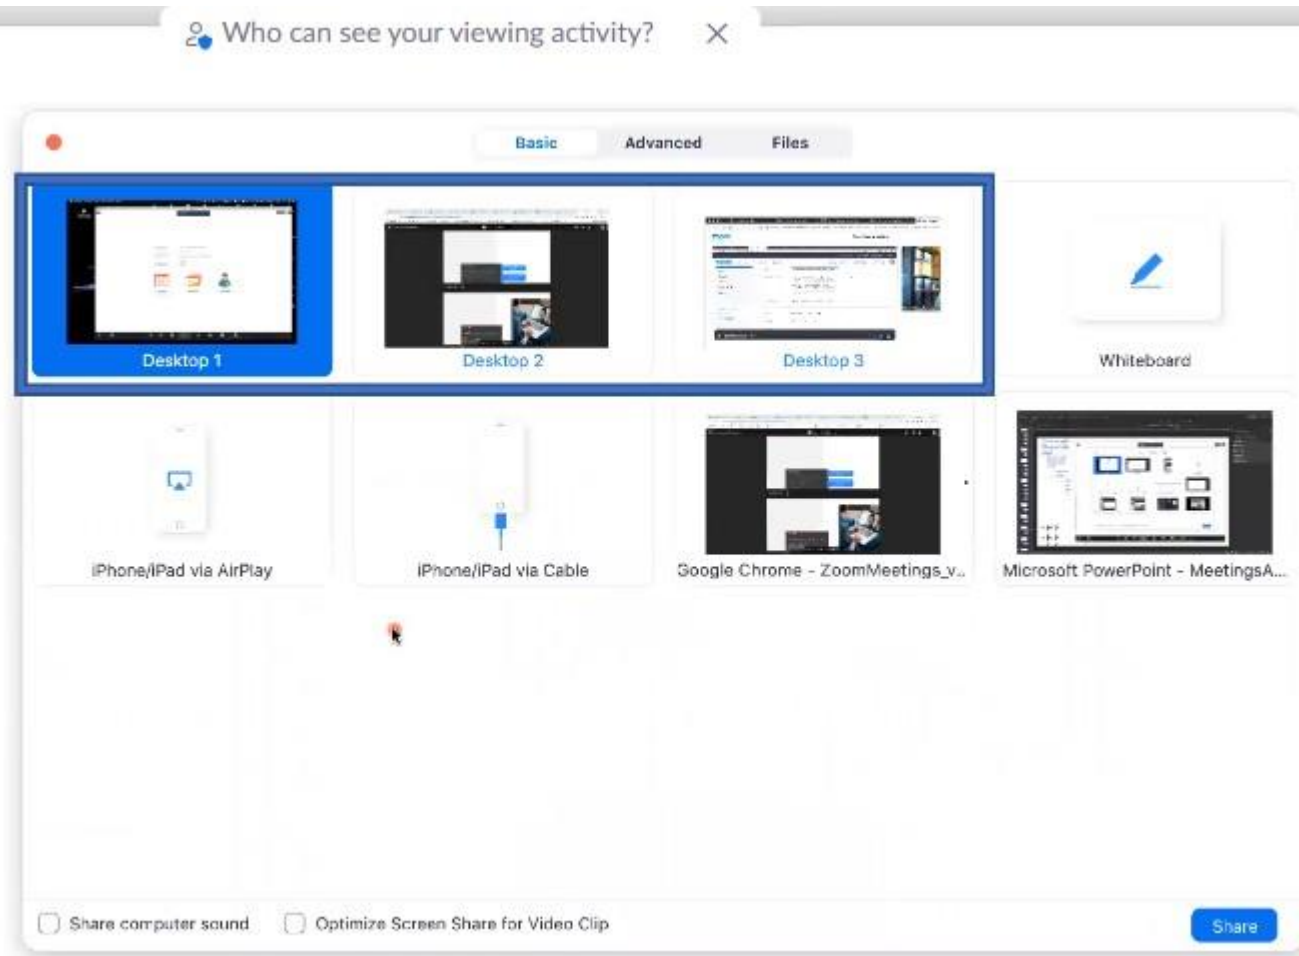 Who can see your viewing activity?
Basic Advanced Files
Desktop 1 Desktop 2 Desktop 3 Whiteboard
iPhone/iPad via AirPlay iPhone/iPad via Cable Google Chrome - ZoomMeetings_v... Microsoft PowerPoint - MeetingsA...
Share computer sound Optimize Screen Share for Video Clip Share